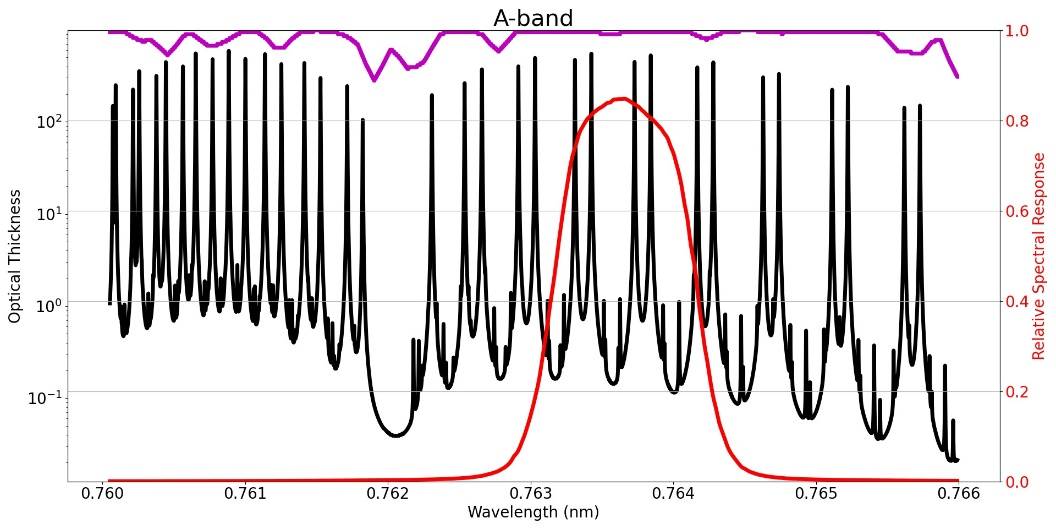 A-band
Optical Thickness
10²
10¹
10⁰
10⁻¹
1.0
0.8
0.6
0.4
0.2
0.0
Relative Spectral Response
0.760 0.761 0.762 0.763 0.764 0.765 0.766
Wavelength (nm)